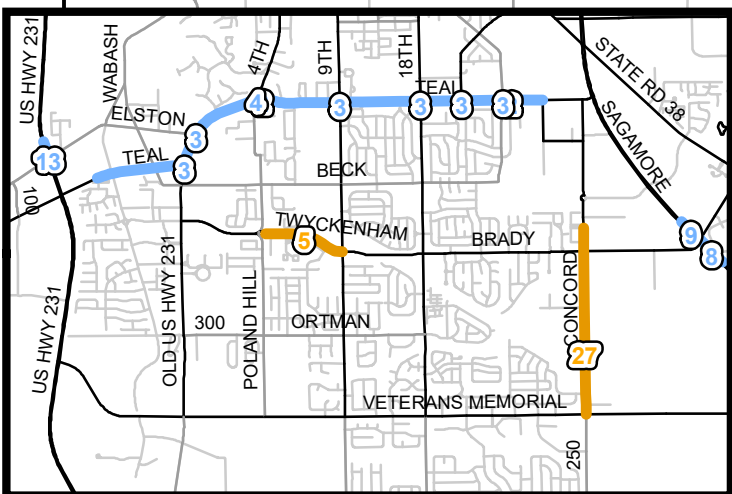 US HWY 231
WABASH
4TH
9TH
18TH
STATE RD 38
TEAL
ELSTON
4
3
3
3
3
3
SAGAMORE
13
TEAL
3
BECK
100
TWYCKENHAM
5
BRADY
9
8
OLD US HWY 231
POLAND HILL
CONCORD
US HWY 231
300
ORTMAN
27
VETERANS MEMORIAL
250